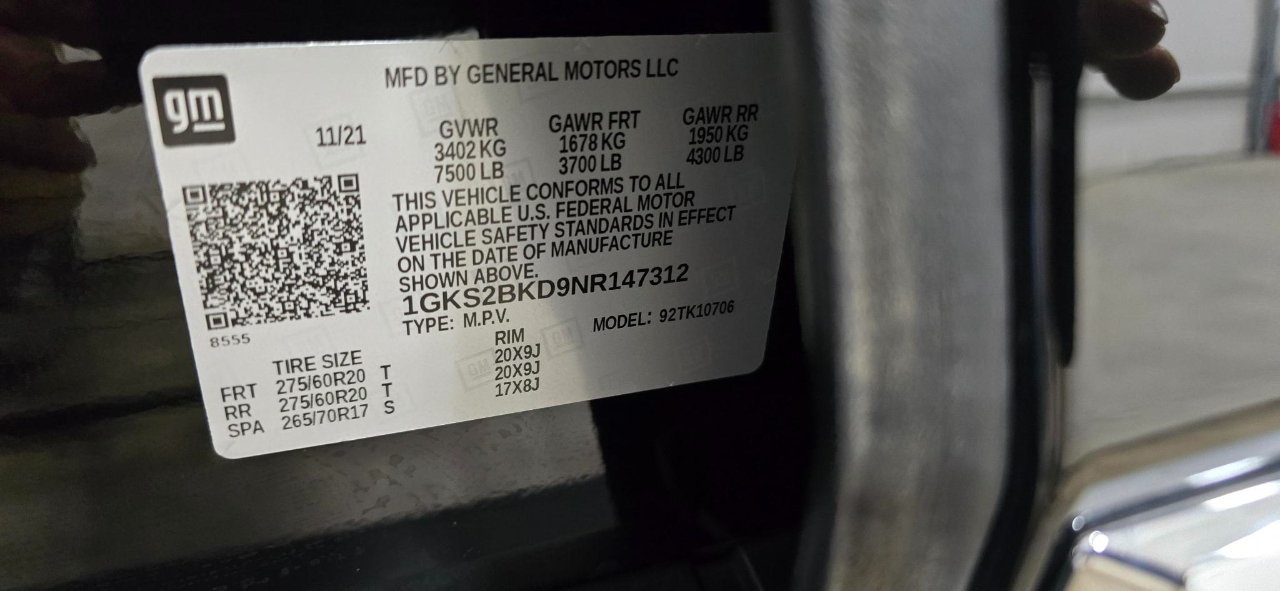 gm
MFD BY GENERAL MOTORS LLC
11/21
GVWR GAWR FRT GAWR RR
3402 KG 1678 KG 1950 KG
7500 LB 3700 LB 4300 LB
THIS VEHICLE CONFORMS TO ALL
APPLICABLE U.S. FEDERAL MOTOR
VEHICLE SAFETY STANDARDS IN EFFECT
ON THE DATE OF MANUFACTURE
SHOWN ABOVE.
1GKS2BKD9NR147312
TYPE: M.P.V. MODEL: 92TK10706
8555
TIRE SIZE RIM
FRT 275/60R20 T 20X9J
RR 275/60R20 T 20X9J
SPA 265/70R17 S 17X8J